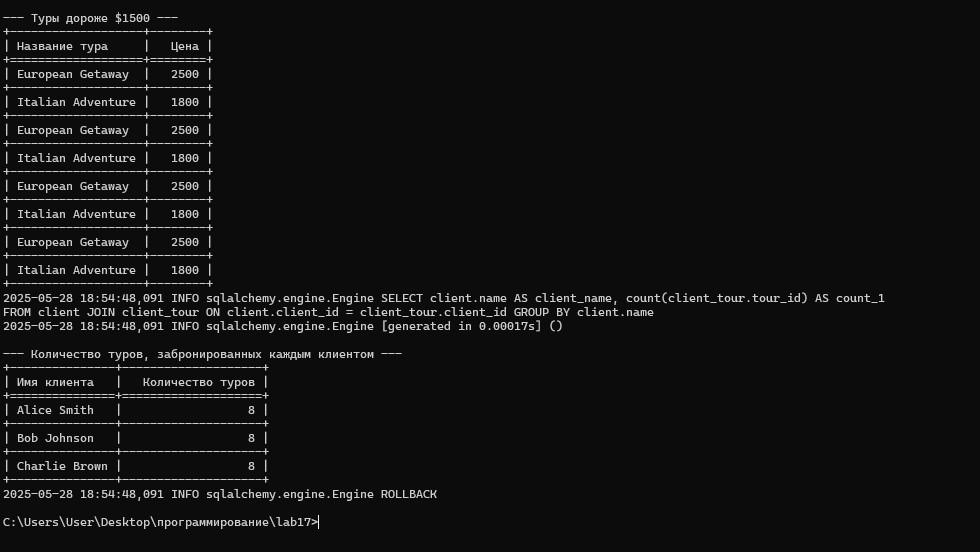 --- Туры дороже $1500 ---
+-------------------+--------+
| Название тура     |   Цена |
+===================+========+
| European Getaway  |   2500 |
+-------------------+--------+
| Italian Adventure |   1800 |
+-------------------+--------+
| European Getaway  |   2500 |
+-------------------+--------+
| Italian Adventure |   1800 |
+-------------------+--------+
| European Getaway  |   2500 |
+-------------------+--------+
| Italian Adventure |   1800 |
+-------------------+--------+
| European Getaway  |   2500 |
+-------------------+--------+
| Italian Adventure |   1800 |
+-------------------+--------+
2025-05-28 18:54:48,091 INFO sqlalchemy.engine.Engine SELECT client.name AS client_name, count(client_tour.tour_id) AS count_1
FROM client JOIN client_tour ON client.client_id = client_tour.client_id GROUP BY client.name
2025-05-28 18:54:48,091 INFO sqlalchemy.engine.Engine [generated in 0.00017s] ()
--- Количество туров, забронированных каждым клиентом ---
+---------------+--------------------+
| Имя клиента   |   Количество туров |
+===============+====================+
| Alice Smith   |                  8 |
+---------------+--------------------+
| Bob Johnson   |                  8 |
+---------------+--------------------+
| Charlie Brown |                  8 |
+---------------+--------------------+
2025-05-28 18:54:48,091 INFO sqlalchemy.engine.Engine ROLLBACK
C:\Users\User\Desktop\программирование\lab17>